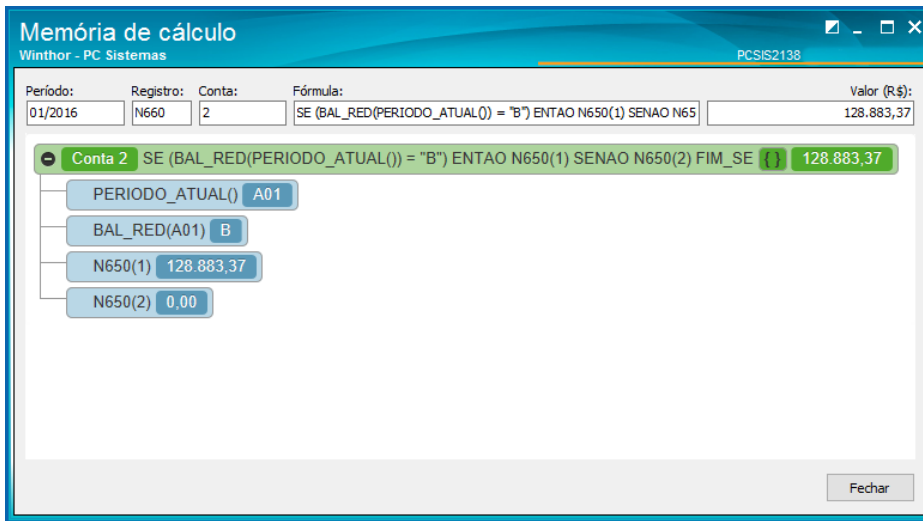 Memória de cálculo
Winthor - PC Sistemas
PCSIS2138
Período: Registro: Conta: Fórmula: Valor (R$):
01/2016 N660 2 SE (BAL_RED(PERIODO_ATUAL()) = "B") ENTAO N650(1) SENAO N65 128.883,37
Conta 2 SE (BAL_RED(PERIODO_ATUAL()) = "B") ENTAO N650(1) SENAO N650(2) FIM_SE {} 128.883,37
PERIODO_ATUAL() A01
BAL_RED(A01) B
N650(1) 128.883,37
N650(2) 0,00
Fechar